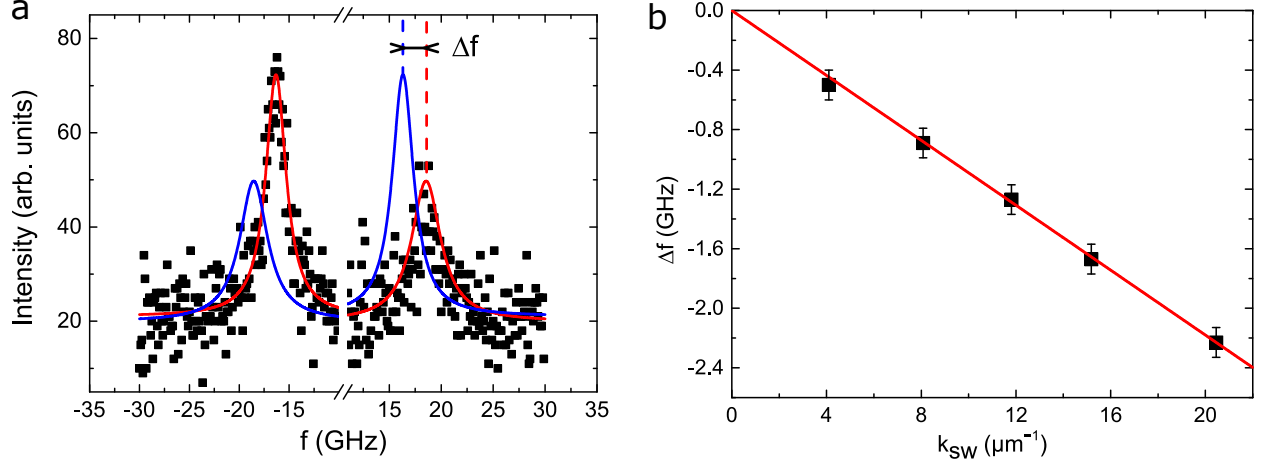 a
80
60
40
20
Intensity (arb. units)
Δf
-35 -30 -25 -20 -15 15 20 25 30 35
f (GHz)
b
0.0
-0.4
-0.8
-1.2
-1.6
-2.0
-2.4
Δf (GHz)
0 4 8 12 16 20
kSW (µm⁻¹)